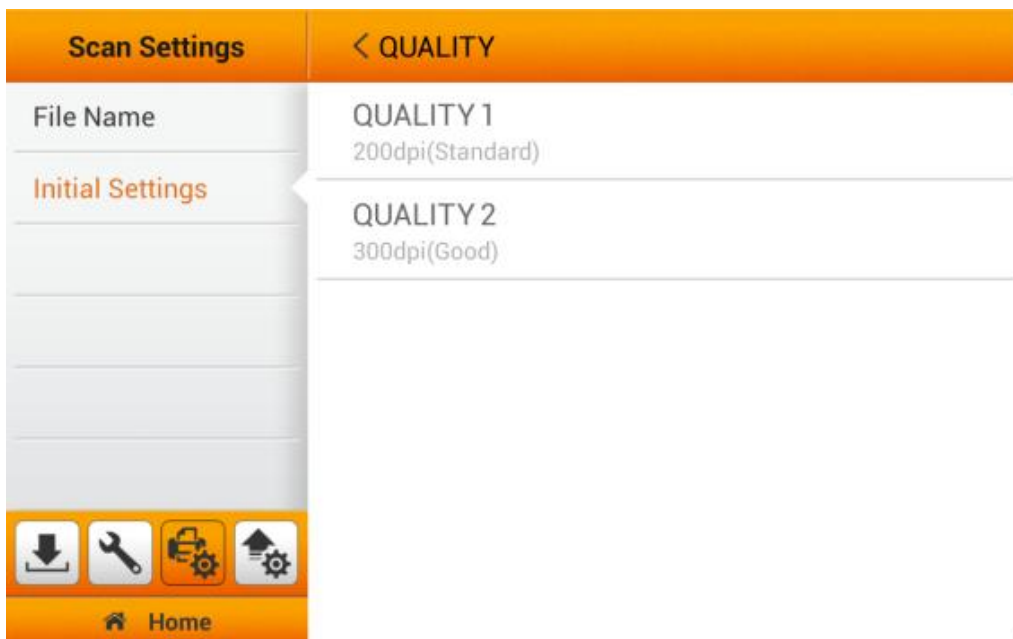 Scan Settings
< QUALITY
File Name
Initial Settings
QUALITY 1
200dpi(Standard)
QUALITY 2
300dpi(Good)
Home